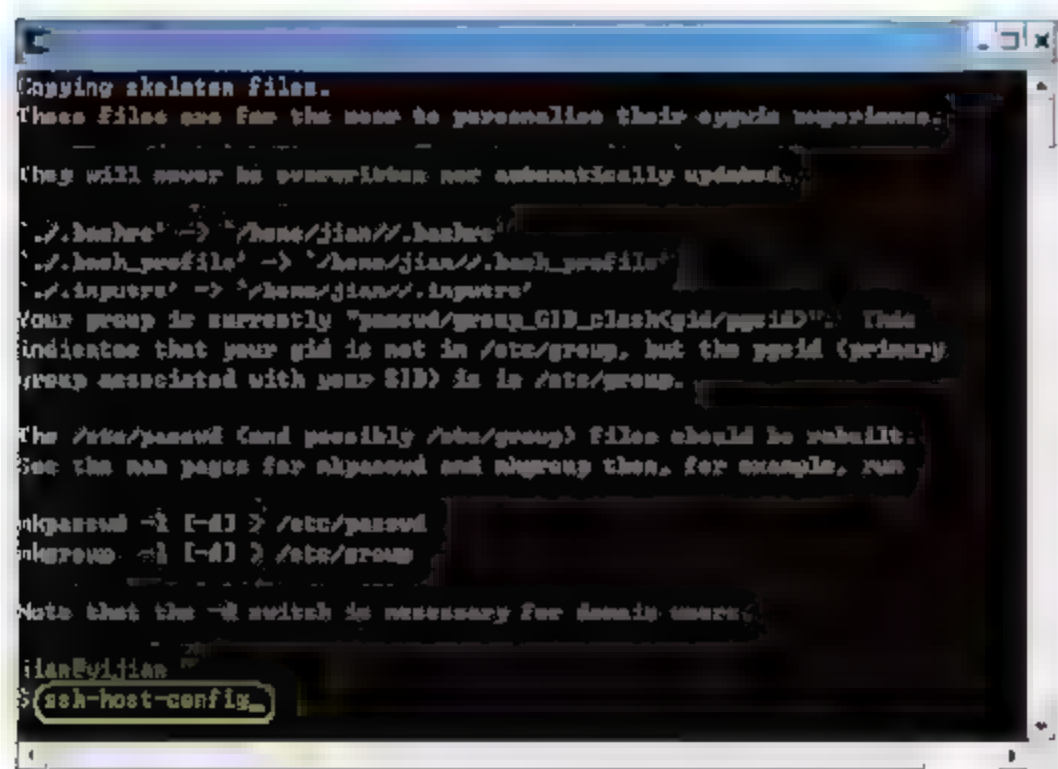 Copying skeleton files.
These files are for the user to personalise their cygwin experience.
They will never be overwritten nor automatically updated.
`./.bashrc' -> `/home/jian//.bashrc'
`./.bash_profile' -> `/home/jian//.bash_profile'
`./.inputrc' -> `/home/jian//.inputrc'
Your group is currently "passwd/group_GID_clash(gid/pgsid)". This
indicates that your gid is not in /etc/group, but the pgsid (primary
group associated with your SID) is in /etc/group.
The /etc/passwd (and possibly /etc/group) files should be rebuilt.
See the man pages for mkpasswd and mkgroup then, for example, run
mkpasswd -l [-d] > /etc/passwd
mkgroup -l [-d] > /etc/group
Note that the -d switch is necessary for domain users.
jian@yijian ~
$ ssh-host-config_